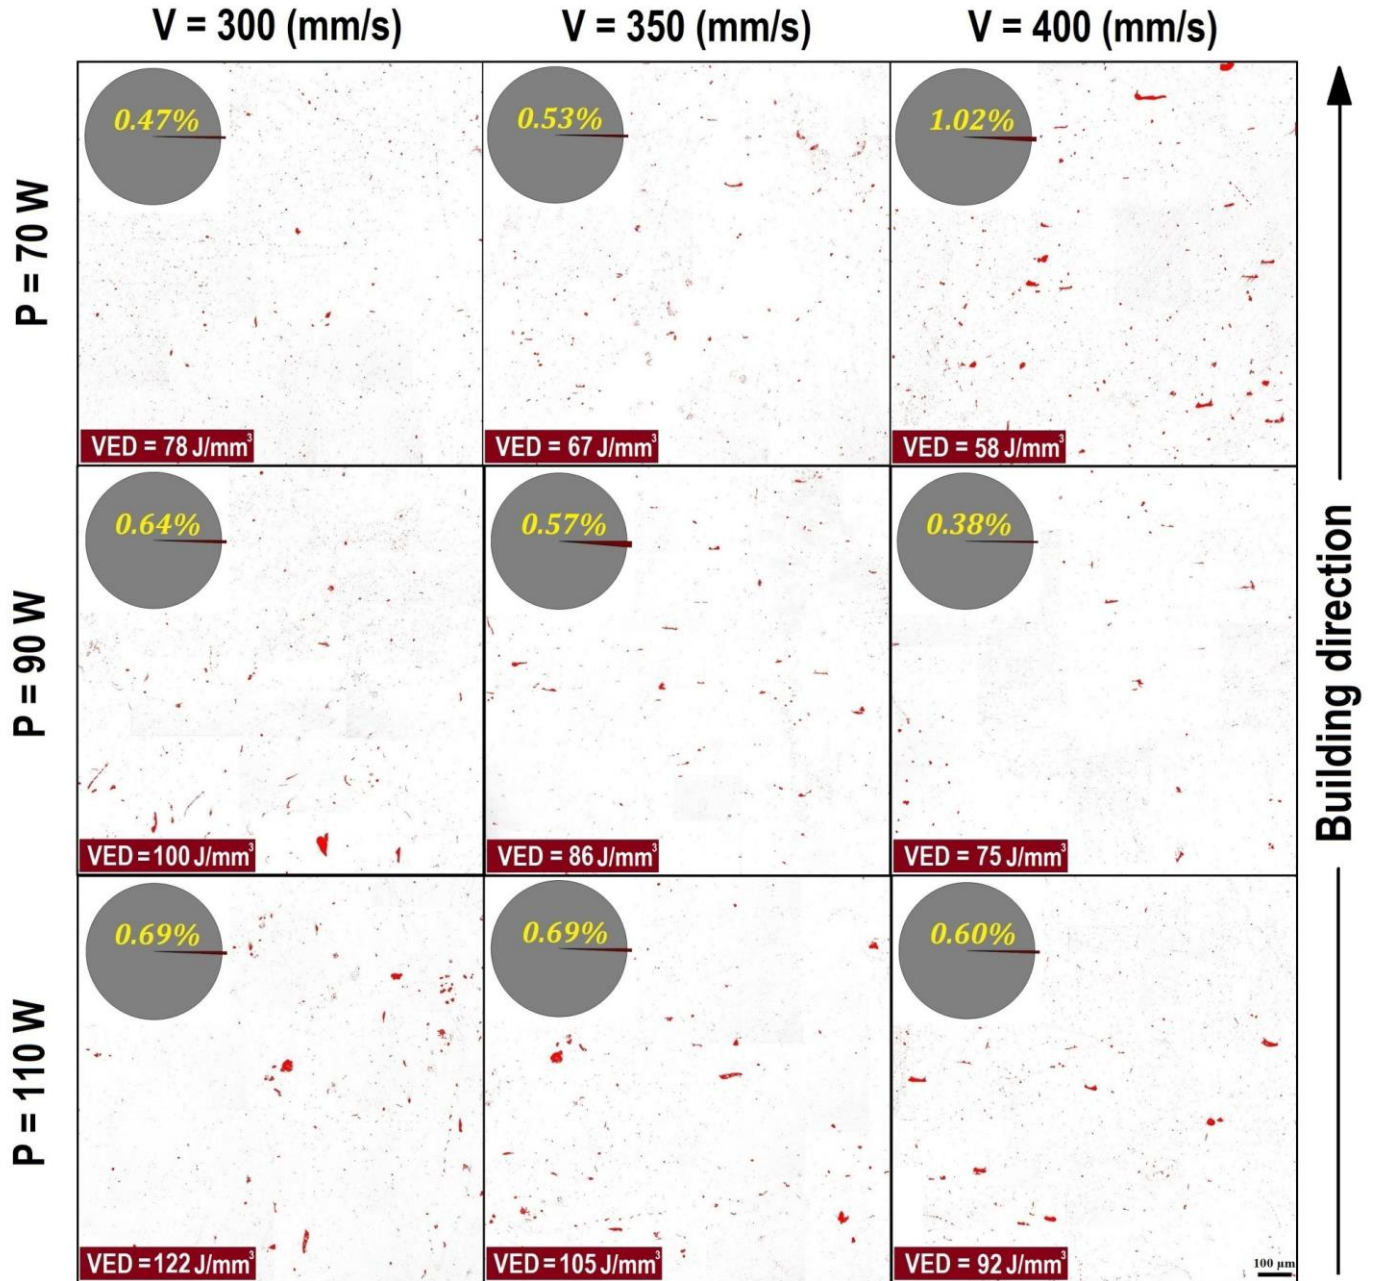 V = 300 (mm/s)
V = 350 (mm/s)
V = 400 (mm/s)
P = 70 W
0.47%
0.53%
1.02%
VED = 78 J/mm³
VED = 67 J/mm³
VED = 58 J/mm³
P = 90 W
0.64%
0.57%
0.38%
VED = 100 J/mm³
VED = 86 J/mm³
VED = 75 J/mm³
Building direction
P = 110 W
0.69%
0.69%
0.60%
VED = 122 J/mm³
VED = 105 J/mm³
VED = 92 J/mm³
100 µm